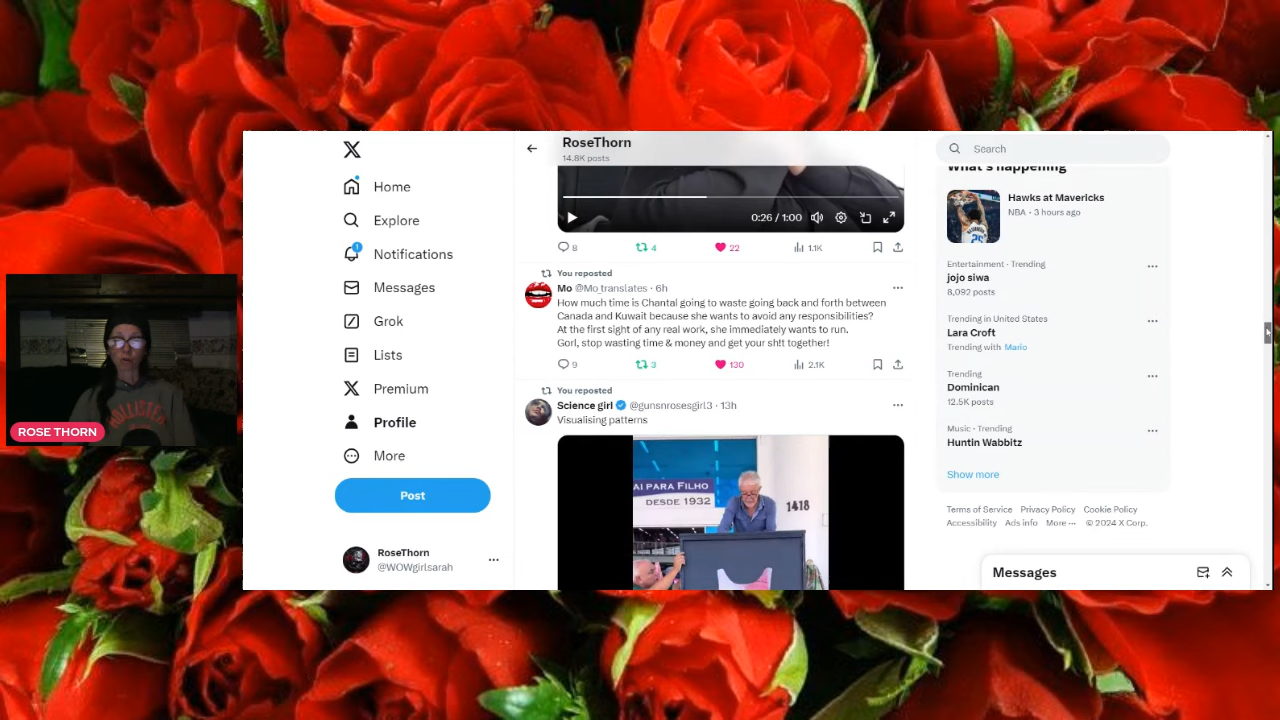 ROSE THORN
HOLLISTER
Home
Explore
1
Notifications
Messages
Grok
Lists
Premium
Profile
More
Post
RoseThorn
@WOWgirlsarah
RoseThorn
14.8K posts
0:26 / 1:00
8
4
22
1.1K
You reposted
Mo @Mo_translates · 6h
How much time is Chantal going to waste going back and forth between
Canada and Kuwait because she wants to avoid any responsibilities?
At the first sight of any real work, she immediately wants to run.
Gorl, stop wasting time & money and get your sh!t together!
9
3
130
2.1K
You reposted
Science girl @gunsnrosesgirl3 · 13h
Visualising patterns
AI PARA FILHO
DESDE 1932
1418
Search
What's happening
Hawks at Mavericks
NBA · 3 hours ago
Entertainment · Trending
jojo siwa
8,092 posts
Trending in United States
Lara Croft
Trending with Mario
Trending
Dominican
12.5K posts
Music · Trending
Huntin Wabbitz
Show more
Terms of Service Privacy Policy Cookie Policy
Accessibility Ads info More ··· © 2024 X Corp.
Messages